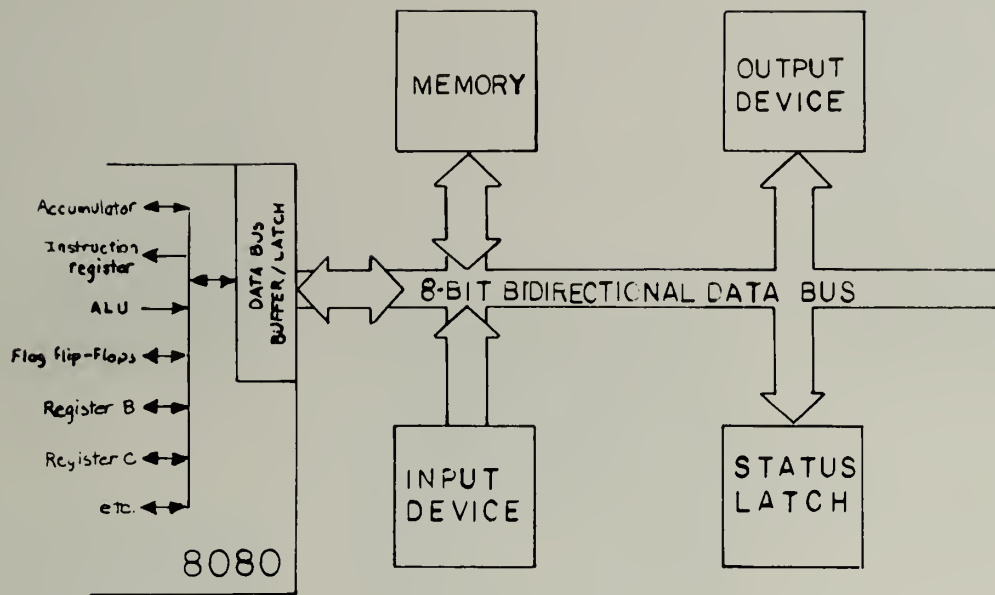 MEMORY
OUTPUT
DEVICE
Accumulator
Instruction
register
ALU
Flag flip-flops
Register B
Register C
etc.
8080
DATA BUS
BUFFER/LATCH
8-BIT BIDIRECTIONAL DATA BUS
INPUT
DEVICE
STATUS
LATCH